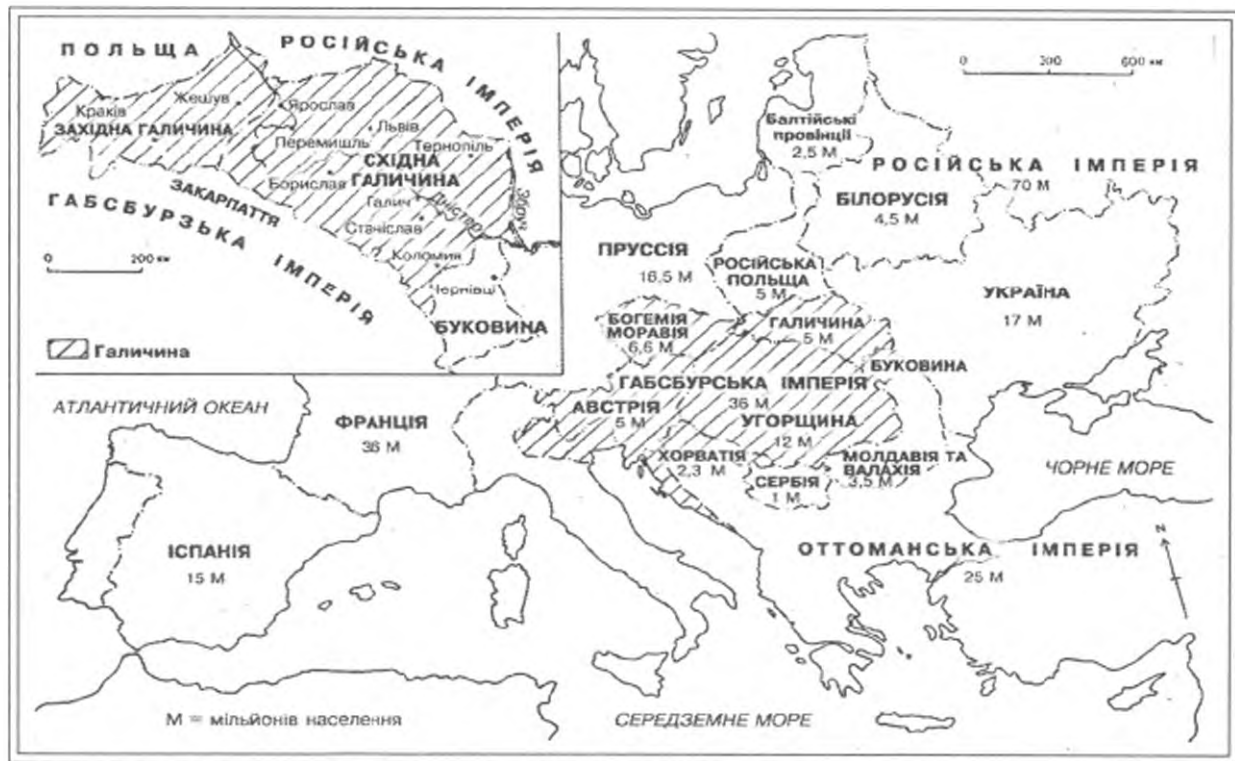 ПОЛЬЩА
РОСІЙСЬКА ІМПЕРІЯ
Краків
Жешув
Ярослав
ЗАХІДНА ГАЛИЧИНА
Львів
Перемишль
Тернопіль
СХІДНА
ГАЛИЧИНА
Борислав
Галич
Дністер
Збруч
ЗАКАРПАТТЯ
Станіслав
ГАБСБУРЗЬКА ІМПЕРІЯ
Коломия
0 200 км
Чернівці
БУКОВИНА
Галичина
0 300 600 км
Балтійські
провінції
2,5 М
РОСІЙСЬКА ІМПЕРІЯ
70 М
БІЛОРУСІЯ
4,5 М
ПРУССІЯ
16,5 М
РОСІЙСЬКА
ПОЛЬЩА
5 М
УКРАЇНА
17 М
БОГЕМІЯ
МОРАВІЯ
6,6 М
ГАЛИЧИНА
5 М
БУКОВИНА
ГАБСБУРСЬКА ІМПЕРІЯ
36 М
АТЛАНТИЧНИЙ ОКЕАН
ФРАНЦІЯ
36 М
АВСТРІЯ
5 М
УГОРЩИНА
12 М
ХОРВАТІЯ
2,3 М
МОЛДАВІЯ ТА
ВАЛАХІЯ
3,5 М
СЕРБІЯ
1 М
ЧОРНЕ МОРЕ
ІСПАНІЯ
15 М
ОТТОМАНСЬКА ІМПЕРІЯ
25 М
N
М = мільйонів населення
СЕРЕДЗЕМНЕ МОРЕ